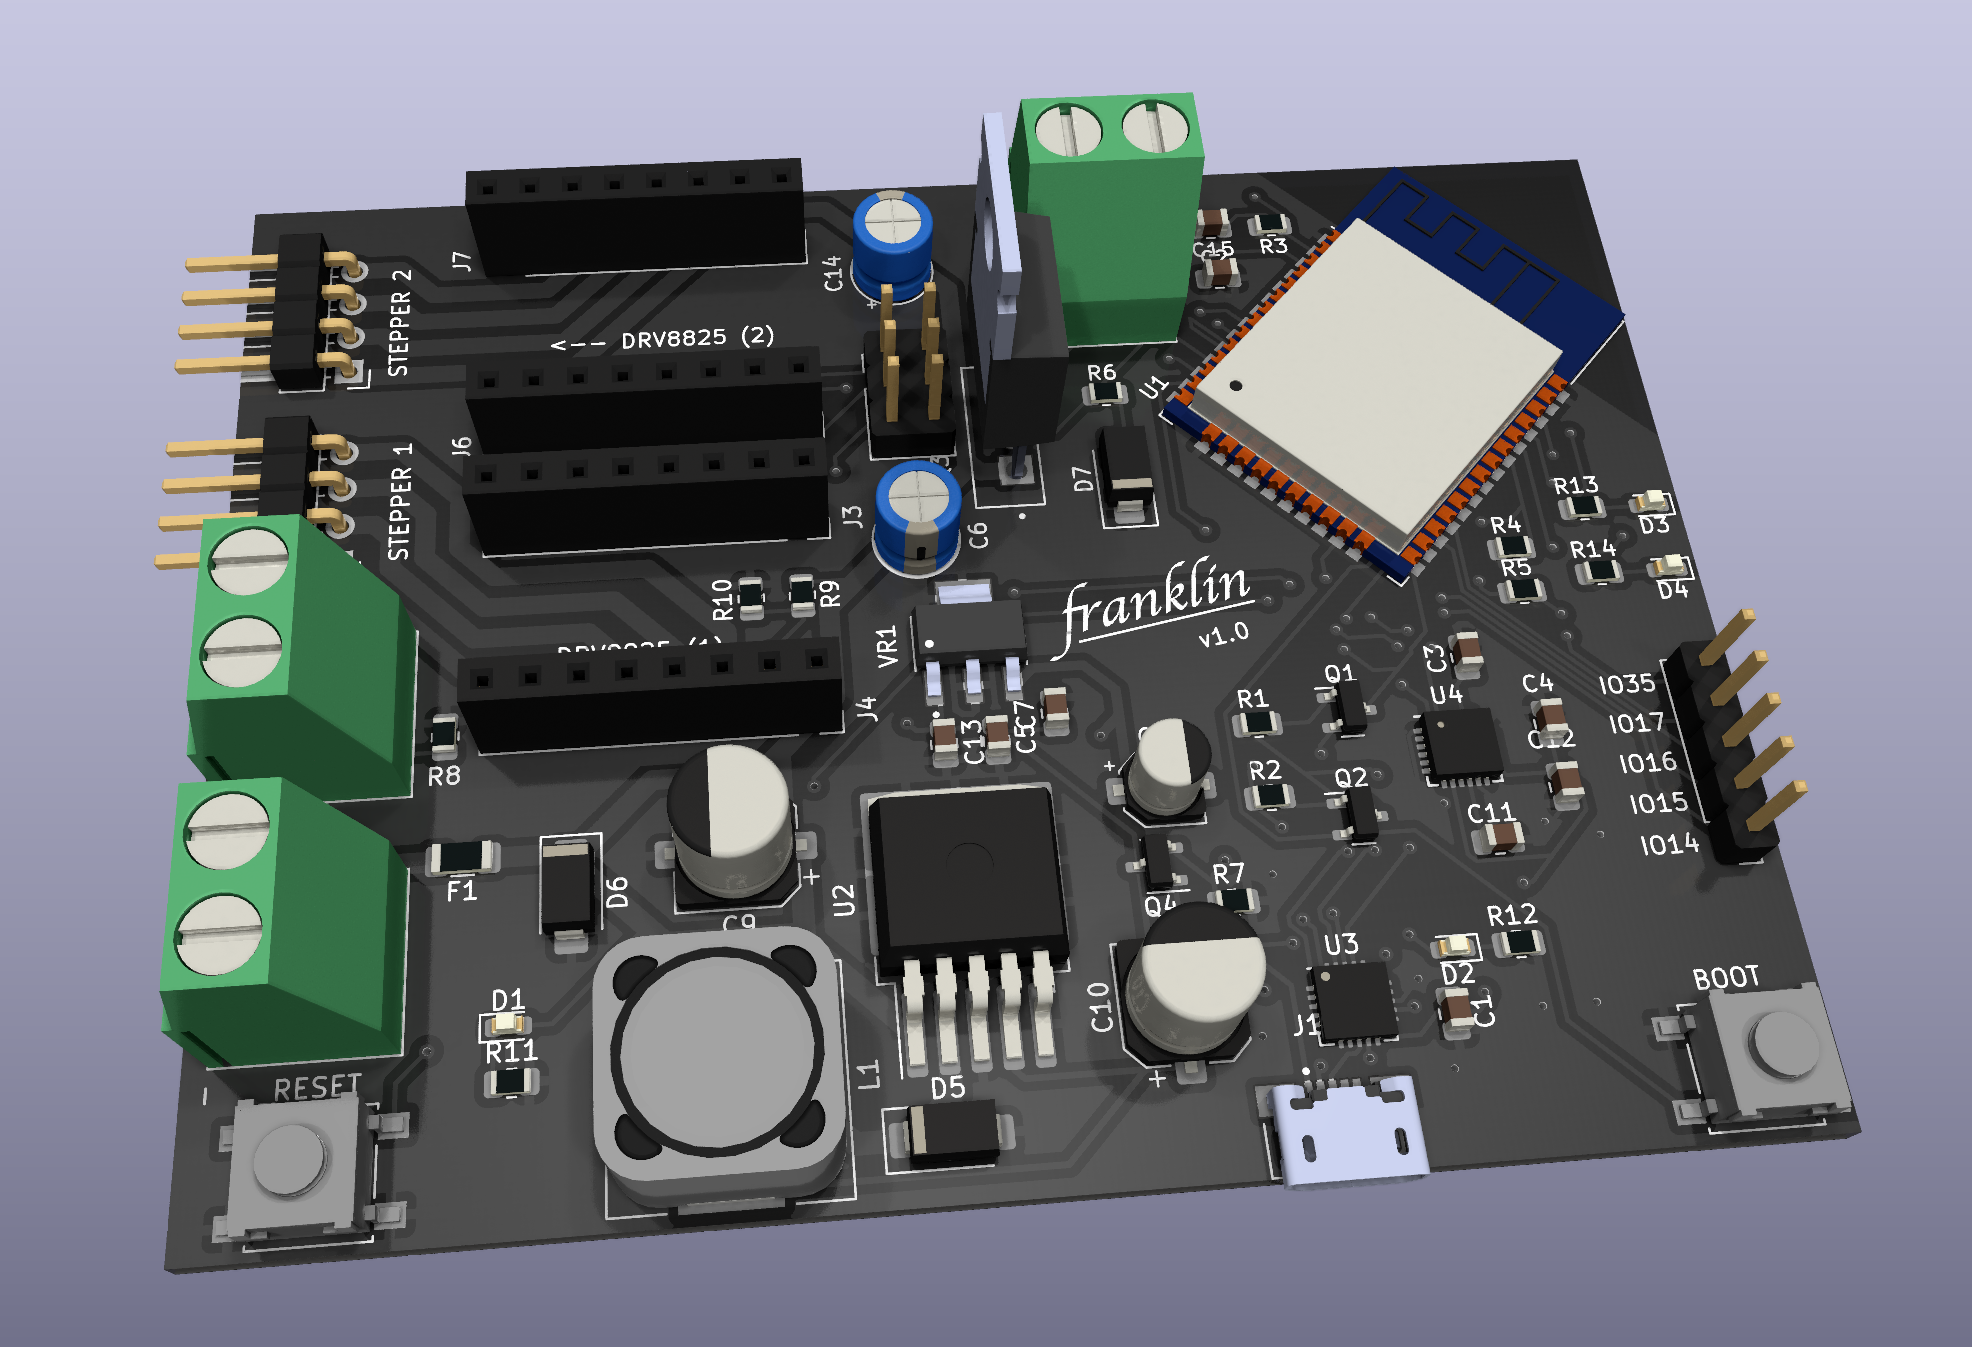 J7
STEPPER 2
C14
+
<-- DRV8825 (2)
C15
R3
R6
U1
J6
STEPPER 1
D7
J3
C6
R13
D3
R4
R14
R5
D4
R10
R9
VR1
franklin
v1.0
C3
Q1
U4
C4
IO35
IO17
IO16
IO15
IO14
J4
R1
C13
C5
C7
R8
+
R2
Q2
C12
C11
F1
D6
+
C9
U2
R7
Q4
R12
U3
D2
C1
BOOT
D1
R11
RESET
L1
C10
J1
+
D5